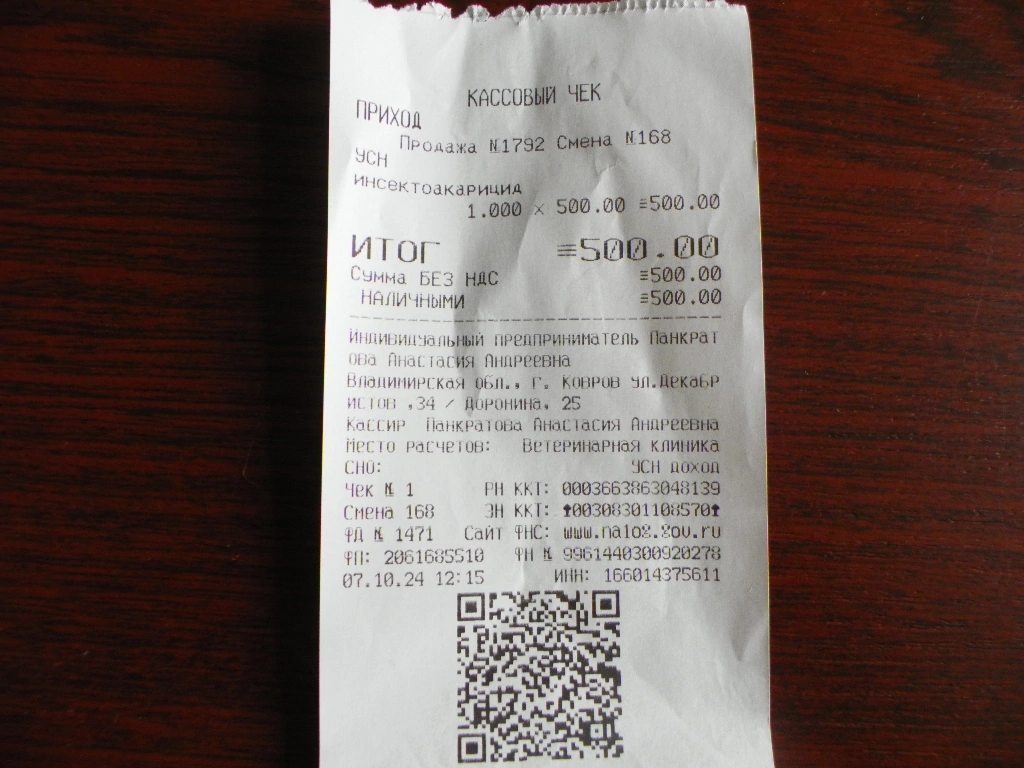 КАССОВЫЙ ЧЕК
ПРИХОД
Продажа №1792 Смена №168
УСН
инсектоакарицид
1.000 × 500.00 ≡500.00
ИТОГ ≡500.00
Сумма БЕЗ НДС ≡500.00
НАЛИЧНЫМИ ≡500.00
Индивидуальный предприниматель Панкрат
ова Анастасия Андреевна
Владимирская обл., г. Ковров ул.Декабр
истов ,34 / Доронина, 25
Кассир Панкратова Анастасия Андреевна
Место расчетов: Ветеринарная клиника
СНО: УСН доход
Чек № 1 РН ККТ: 0003663863048139
Смена 168 ЗН ККТ: ↑00308301108570↑
ФД № 1471 Сайт ФНС: www.nalog.gov.ru
ФП: 2061685510 ФН № 9961440300920278
07.10.24 12:15 ИНН: 166014375611